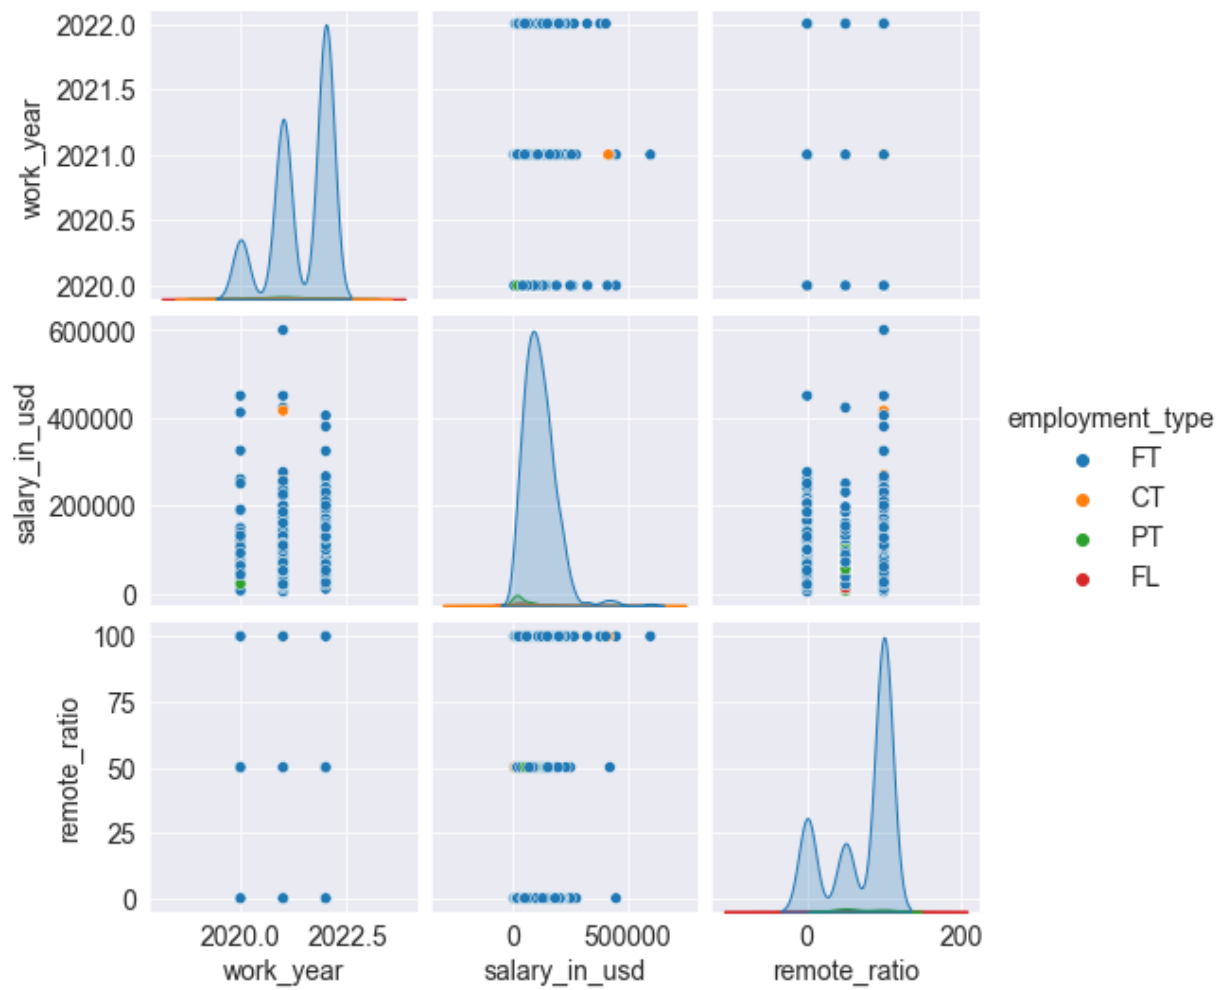 2022.0
2021.5
2021.0
2020.5
2020.0
work_year
600000
400000
200000
0
salary_in_usd
100
75
50
25
0
remote_ratio
2020.0 2022.5
work_year
0 500000
salary_in_usd
0 200
remote_ratio
employment_type
FT
CT
PT
FL